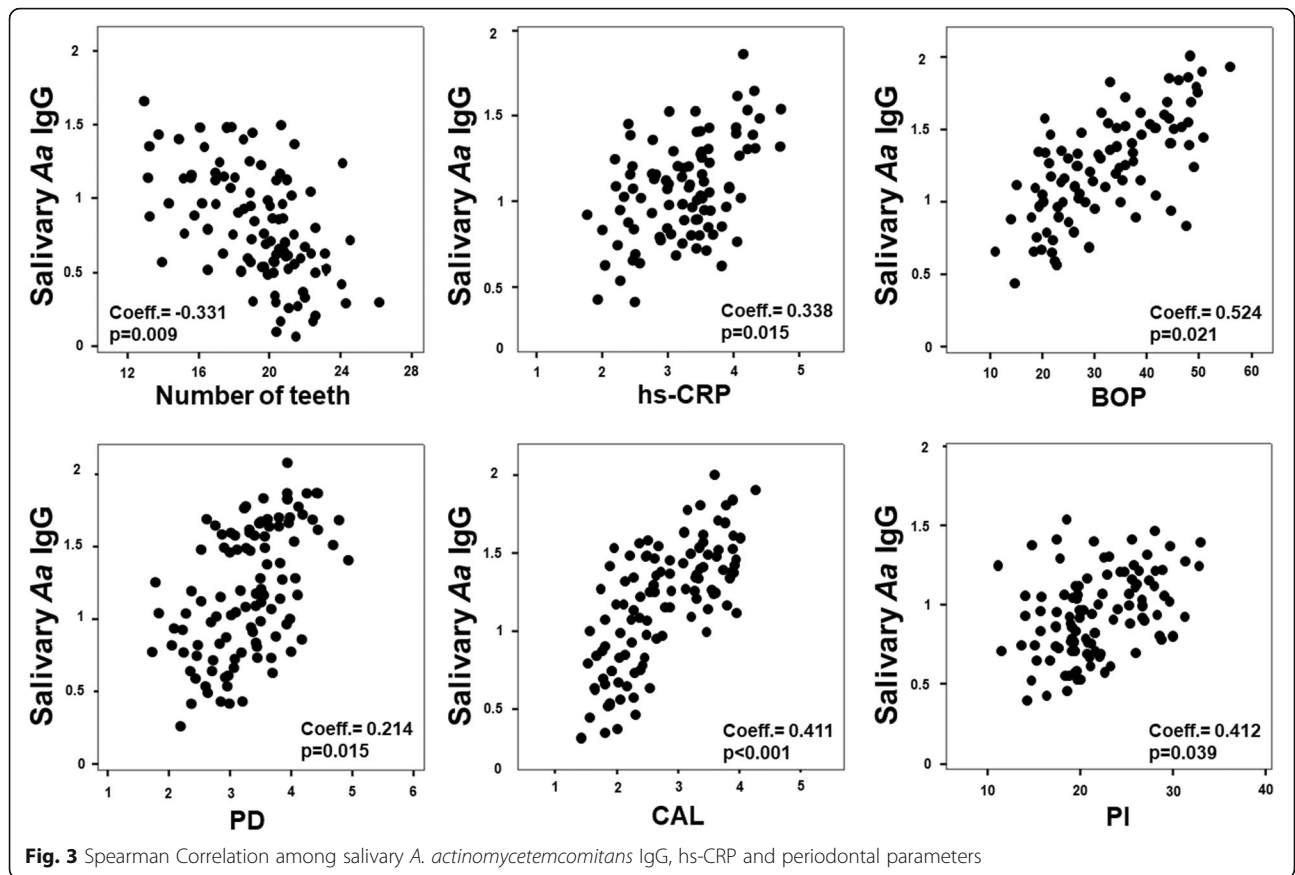 2
1.5
1
0.5
0
Salivary Aa IgG
Coeff.= -0.331
p=0.009
12 16 20 24 28
Number of teeth
2
1.5
1
0.5
0
Salivary Aa IgG
Coeff.= 0.338
p=0.015
1 2 3 4 5
hs-CRP
2
1.5
1
0.5
0
Salivary Aa IgG
Coeff.= 0.524
p=0.021
10 20 30 40 50 60
BOP
2
1.5
1
0.5
0
Salivary Aa IgG
Coeff.= 0.214
p=0.015
1 2 3 4 5 6
PD
2
1.5
1
0.5
0
Salivary Aa IgG
Coeff.= 0.411
p<0.001
1 2 3 4 5
CAL
2
1.5
1
0.5
0
Salivary Aa IgG
Coeff.= 0.412
p=0.039
10 20 30 40
PI
Fig. 3 Spearman Correlation among salivary A. actinomycetemcomitans IgG, hs-CRP and periodontal parameters